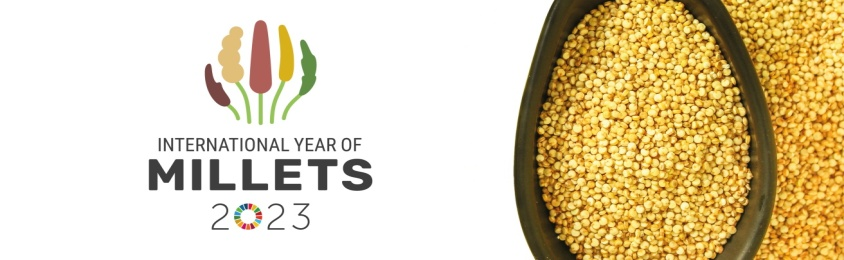 INTERNATIONAL YEAR OF
MILLETS
2023